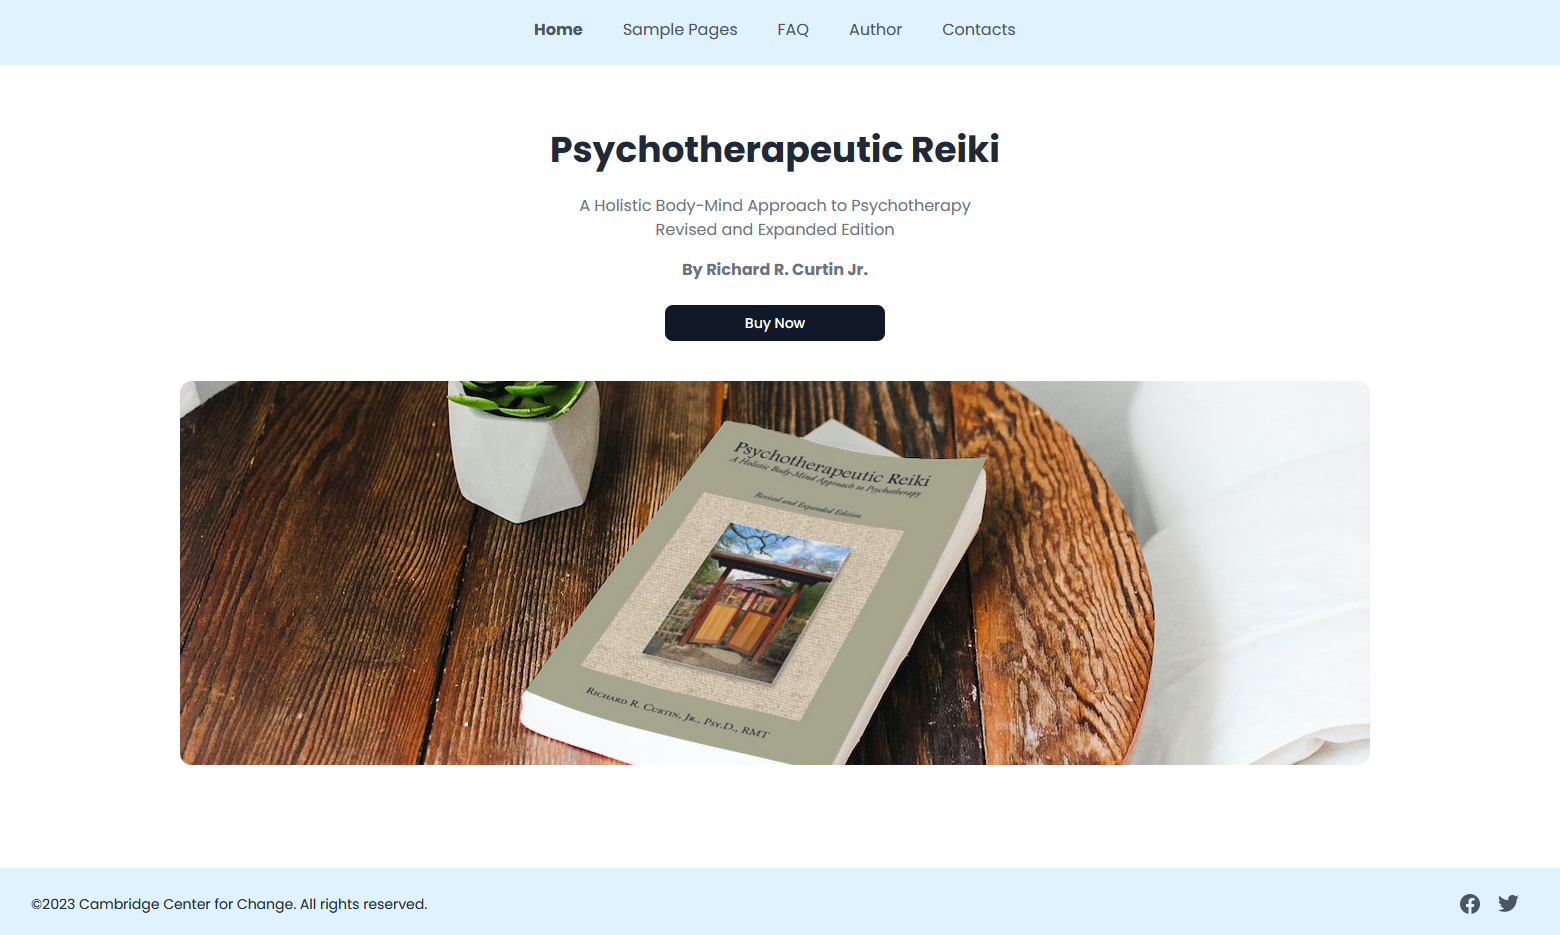 Home Sample Pages FAQ Author Contacts
Psychotherapeutic Reiki
A Holistic Body-Mind Approach to Psychotherapy
Revised and Expanded Edition
By Richard R. Curtin Jr.
Buy Now
Psychotherapeutic Reiki
A Holistic Body-Mind Approach to Psychotherapy
Revised and Expanded Edition
Richard R. Curtin, Jr., Psy.D., RMT
©2023 Cambridge Center for Change. All rights reserved.